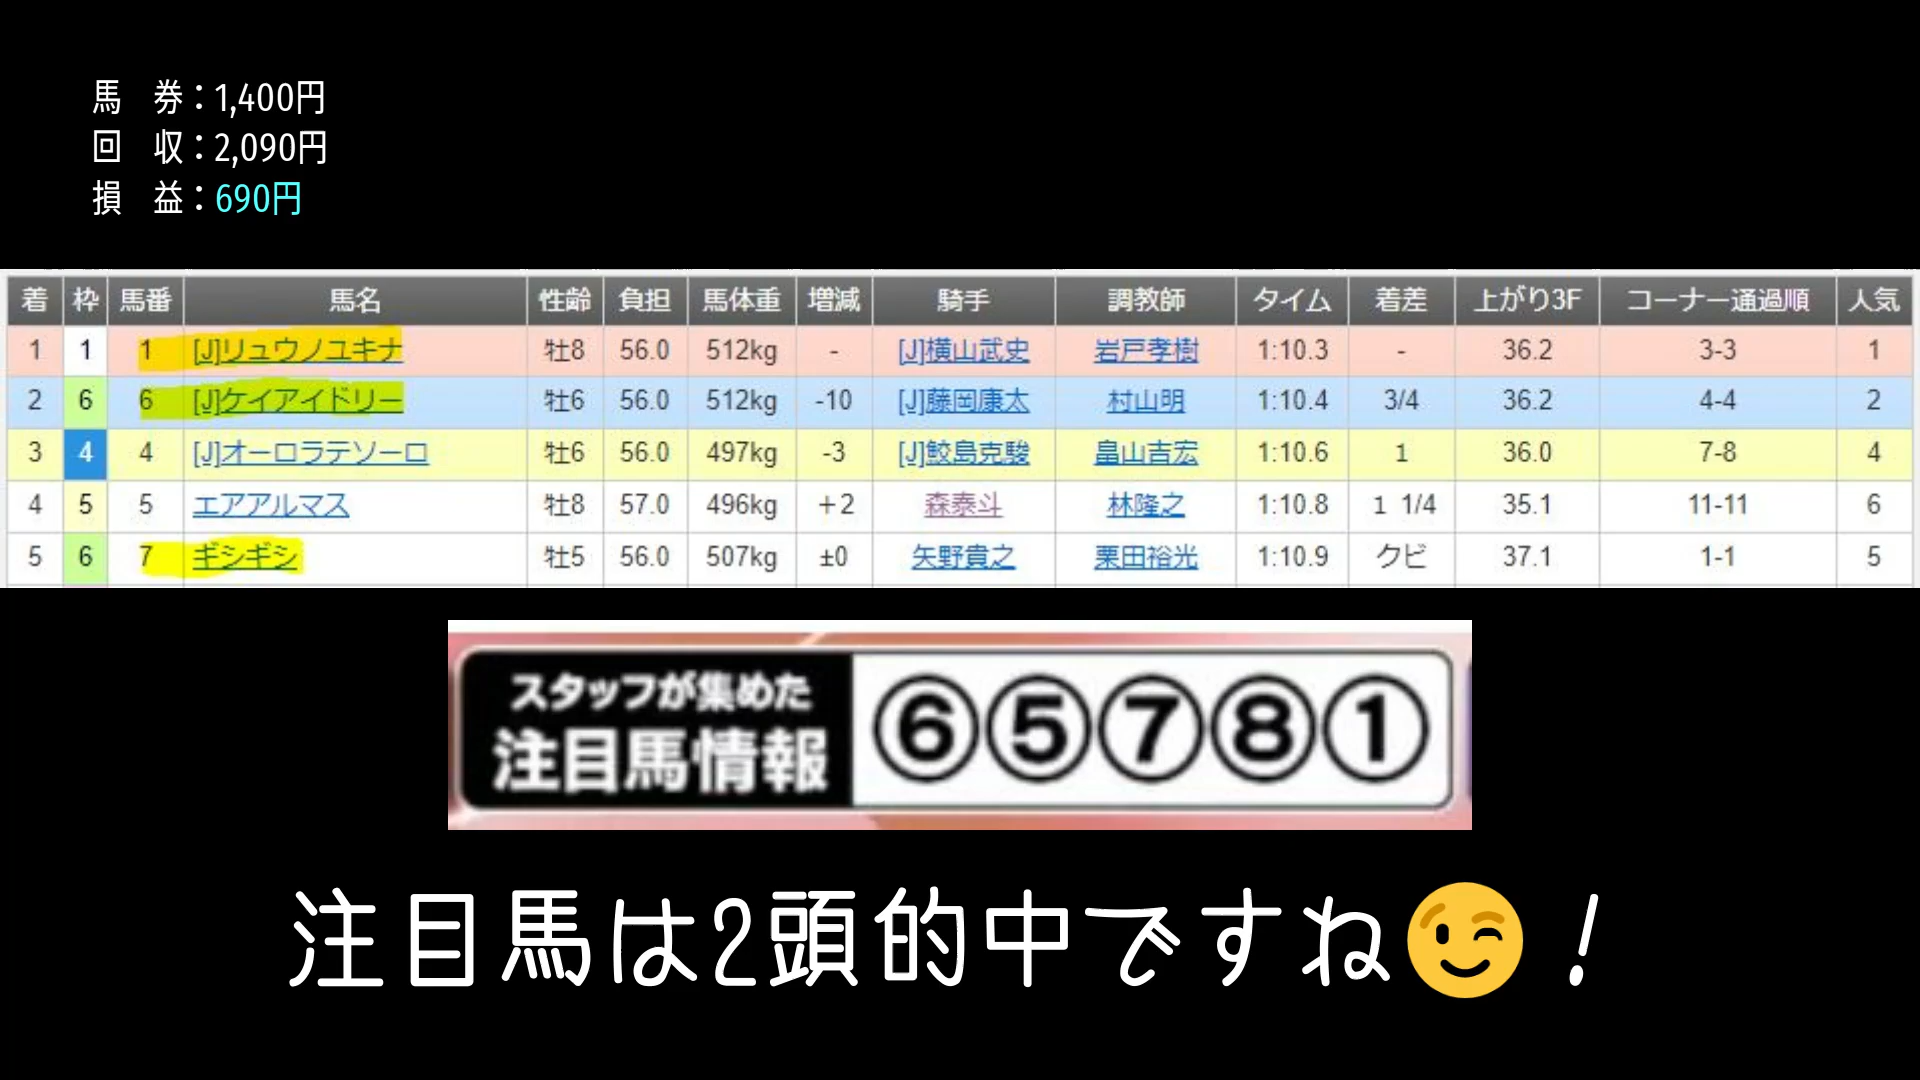 馬　券：1,400円
回　収：2,090円
損　益：690円
着 枠 馬番 馬名 性齢 負担 馬体重 増減 騎手 調教師 タイム 着差 上がり3F コーナー通過順 人気
1 1 1 [J]リュウノユキナ 牡8 56.0 512kg - [J]横山武史 岩戸孝樹 1:10.3 - 36.2 3-3 1
2 6 6 [J]ケイアイドリー 牡6 56.0 512kg -10 [J]藤岡康太 村山明 1:10.4 3/4 36.2 4-4 2
3 4 4 [J]オーロラテソーロ 牡6 56.0 497kg -3 [J]鮫島克駿 畠山吉宏 1:10.6 1 36.0 7-8 4
4 5 5 エアアルマス 牡8 57.0 496kg +2 森泰斗 林隆之 1:10.8 1 1/4 35.1 11-11 6
5 6 7 ギシギシ 牡5 56.0 507kg ±0 矢野貴之 栗田裕光 1:10.9 クビ 37.1 1-1 5
スタッフが集めた
注目馬情報 ⑥⑤⑦⑧①
注目馬は2頭的中ですね😉！